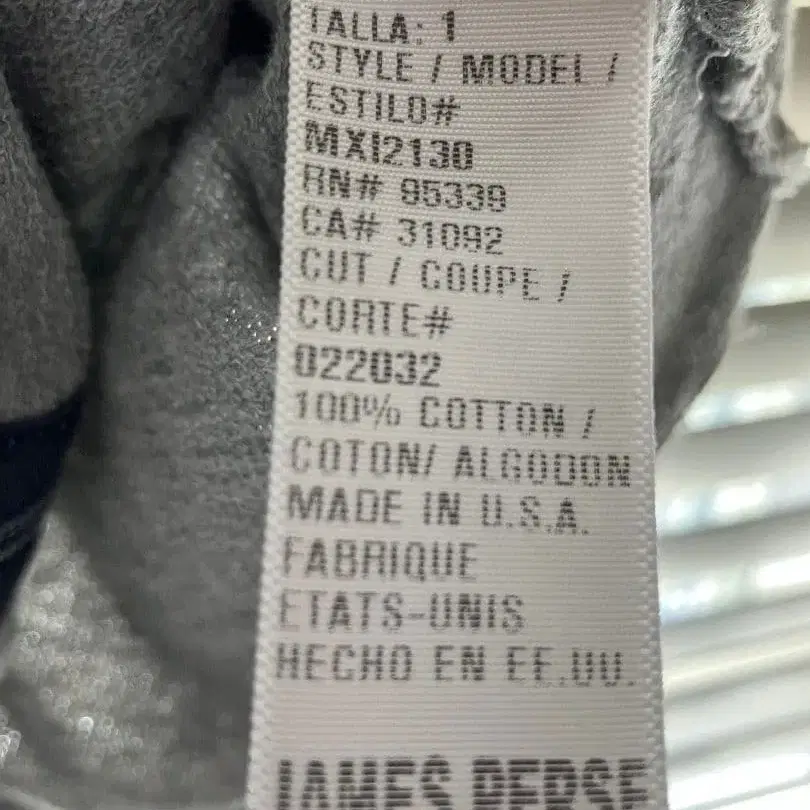 TALLA: 1
STYLE / MODEL /
ESTILO#
MXI2130
RN# 95339
CA# 31092
CUT / COUPE /
CORTE#
022032
100% COTTON /
COTON/ ALGODON
MADE IN U.S.A.
FABRIQUE
ETATS-UNIS
HECHO EN EE.UU.
JAMES PERSE